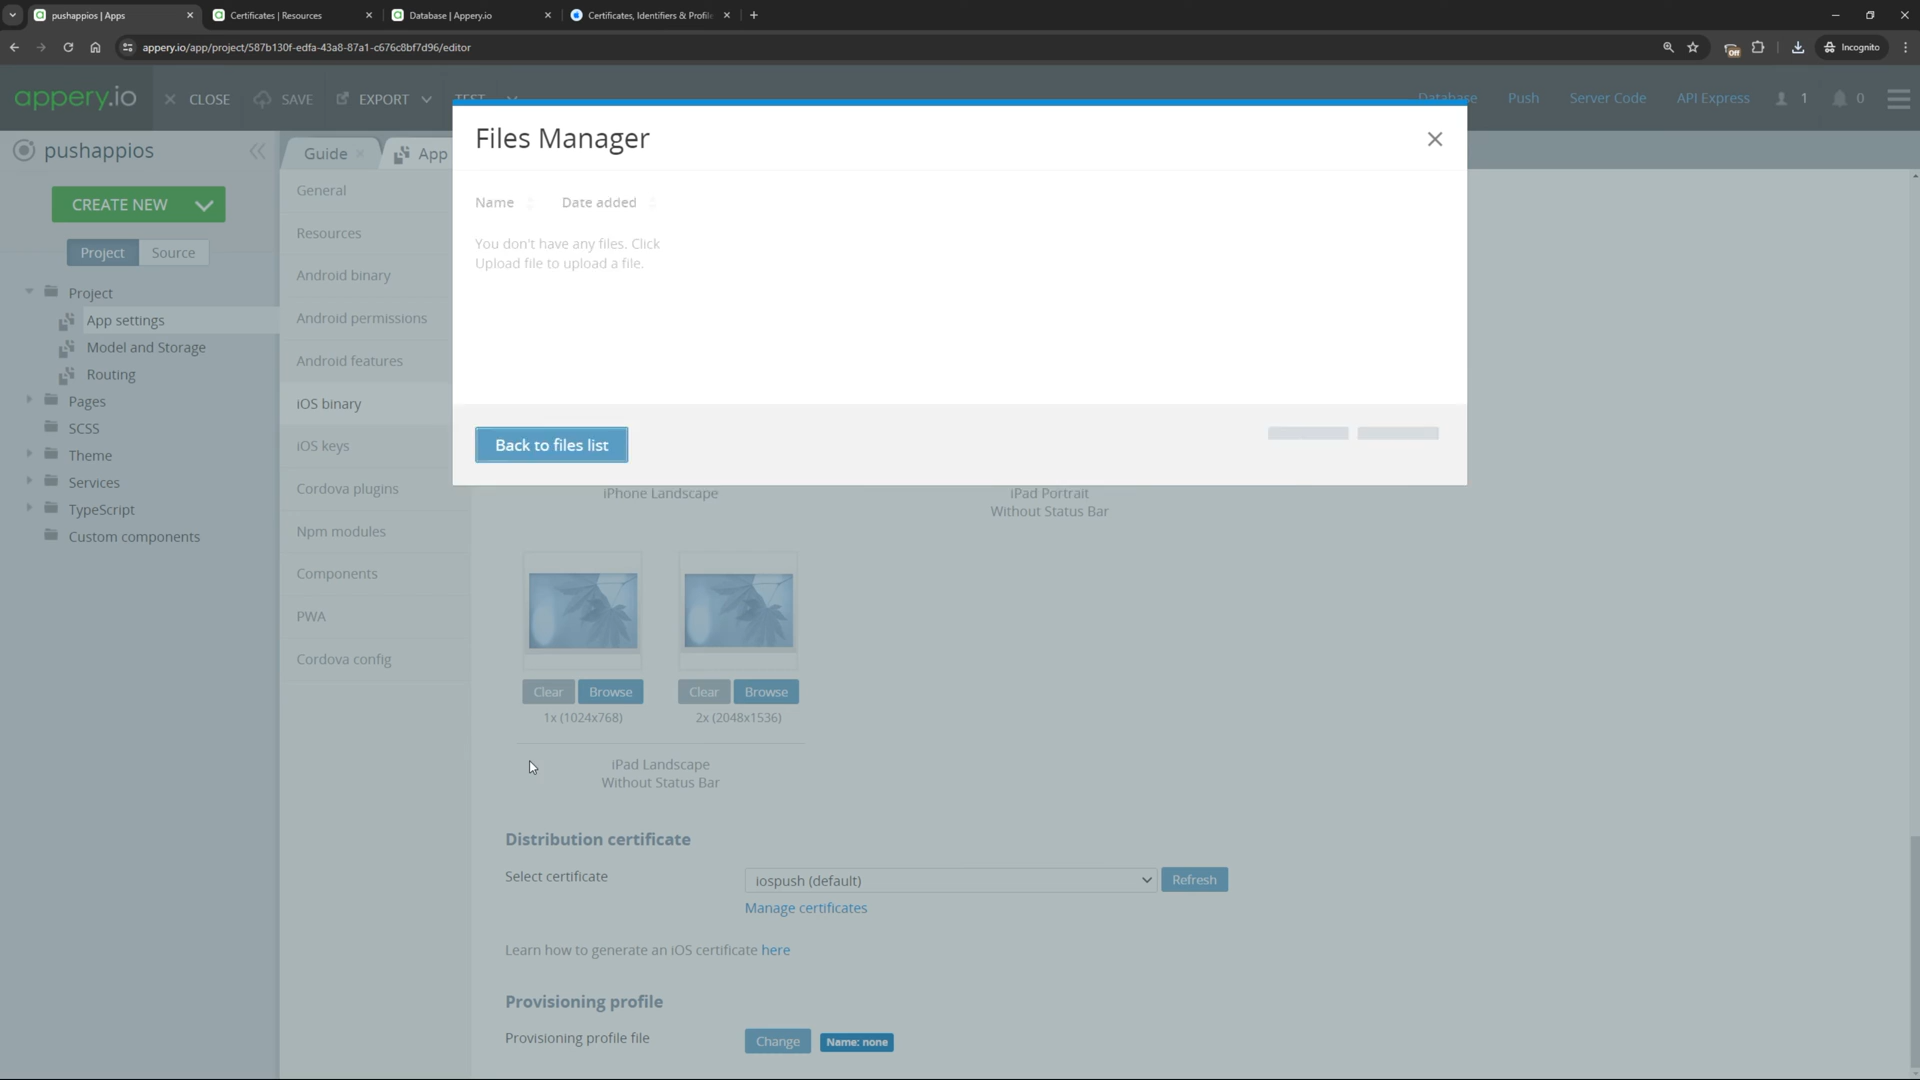 pushappios | Apps
Certificates | Resources
Database | Appery.io
Certificates, Identifiers & Profile
appery.io/app/project/587b130f-edfa-43a8-87a1-c676c8bf7d96/editor
Off
Incognito
appery.io
CLOSE
SAVE
EXPORT
TEST
Database
Push
Server Code
API Express
1
0
pushappios
CREATE NEW
Project
Source
Project
App settings
Model and Storage
Routing
Pages
SCSS
Theme
Services
TypeScript
Custom components
Guide
App
General
Resources
Android binary
Android permissions
Android features
iOS binary
iOS keys
Cordova plugins
Npm modules
Components
PWA
Cordova config
Files Manager
Name
Date added
You don't have any files. Click
Upload file to upload a file.
Back to files list
iPhone Landscape
iPad Portrait
Without Status Bar
Clear
Browse
Clear
Browse
1x (1024x768)
2x (2048x1536)
iPad Landscape
Without Status Bar
Distribution certificate
Select certificate
iospush (default)
Refresh
Manage certificates
Learn how to generate an iOS certificate here
Provisioning profile
Provisioning profile file
Change
Name: none